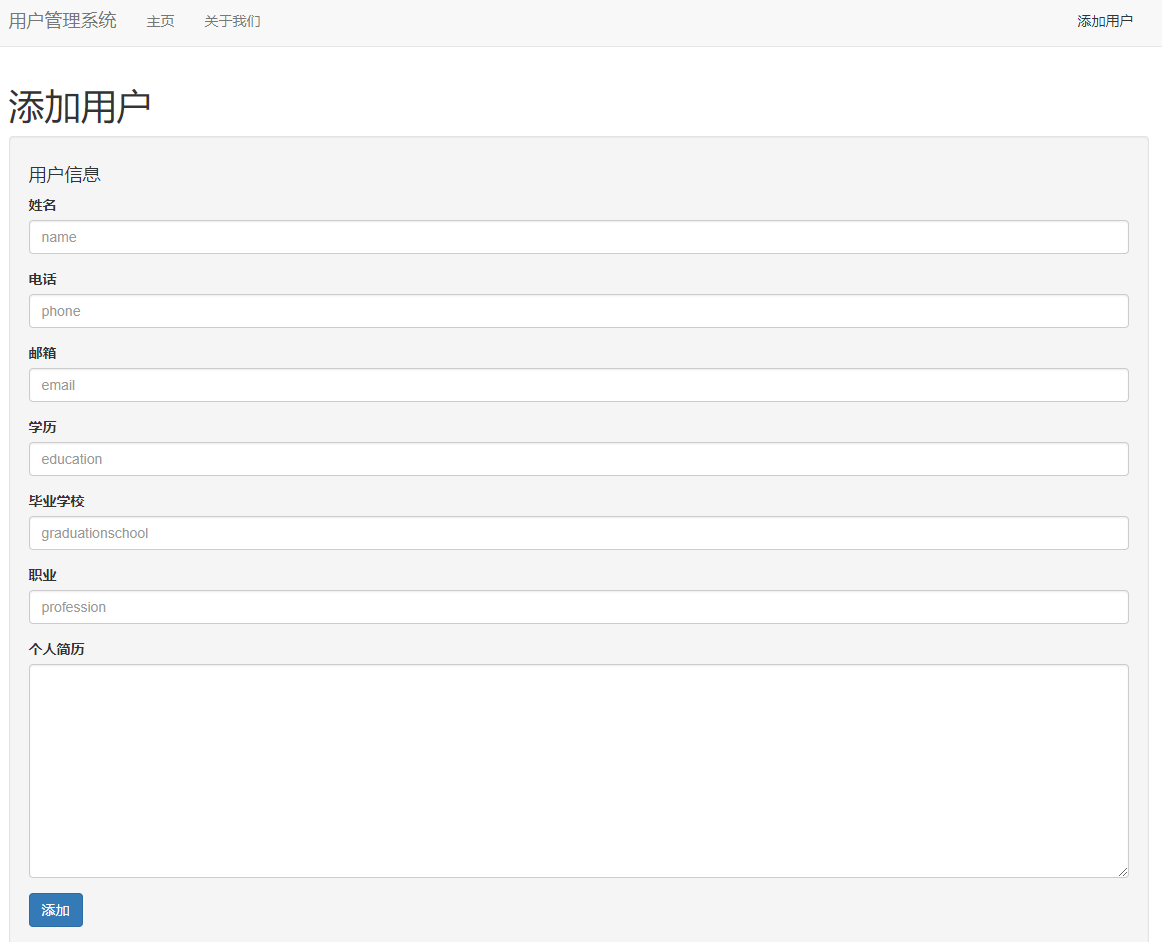 用户管理系统 主页 关于我们 添加用户
添加用户
用户信息
姓名
name
电话
phone
邮箱
email
学历
education
毕业学校
graduationschool
职业
profession
个人简历
添加